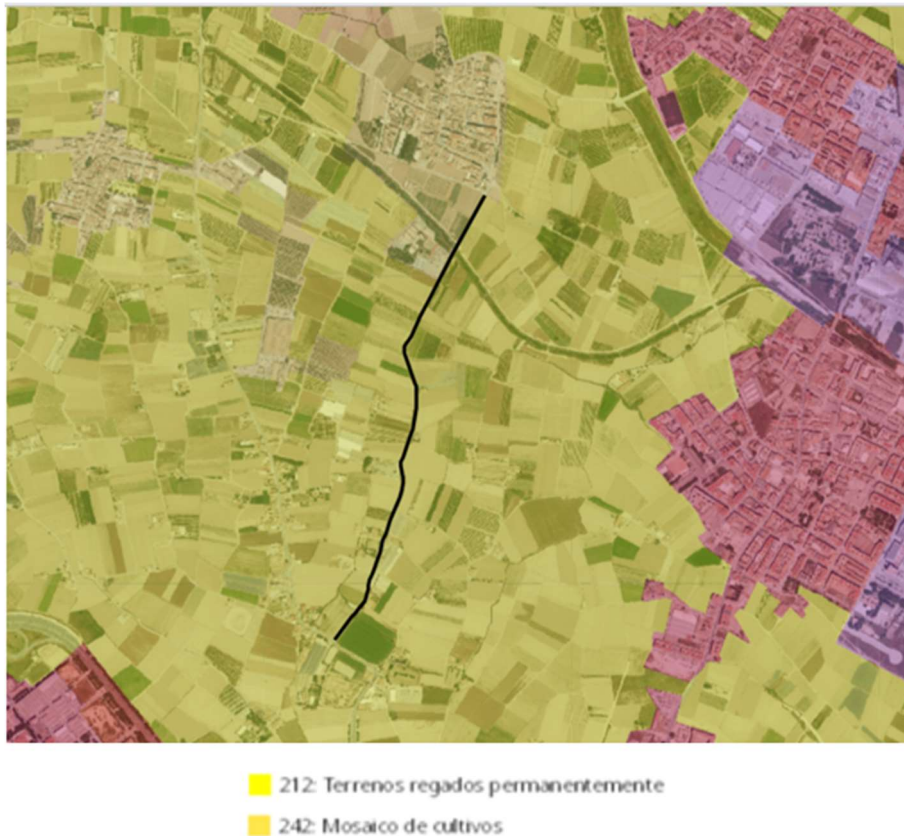 212: Terrenos regados permanentemente
242: Mosaico de cultivos